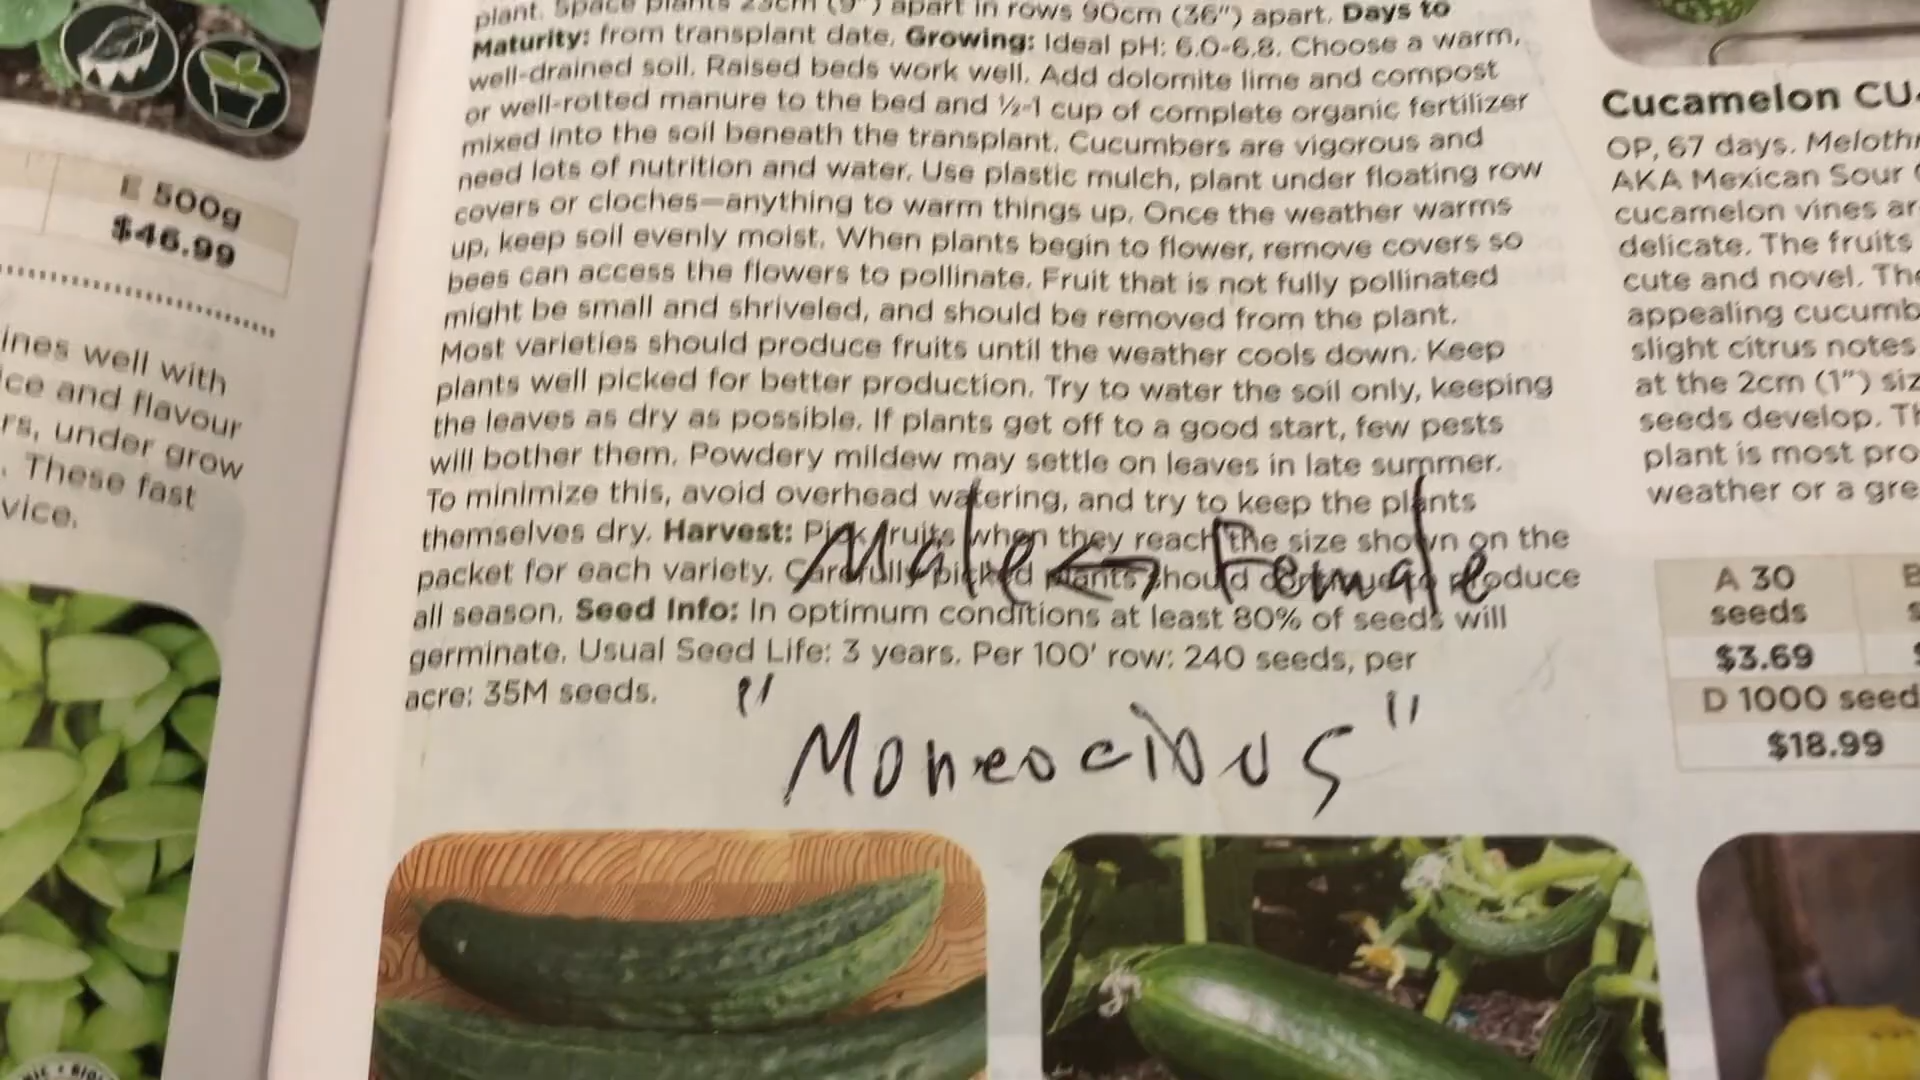 E 500g
$46.99
ines well with
ice and flavour
rs, under grow
. These fast
vice.
plant. Space plants 23cm (9") apart in rows 90cm (36") apart. Days to
Maturity: from transplant date. Growing: Ideal pH: 6.0-6.8. Choose a warm,
well-drained soil. Raised beds work well. Add dolomite lime and compost
or well-rotted manure to the bed and ½-1 cup of complete organic fertilizer
mixed into the soil beneath the transplant. Cucumbers are vigorous and
need lots of nutrition and water. Use plastic mulch, plant under floating row
covers or cloches—anything to warm things up. Once the weather warms
up, keep soil evenly moist. When plants begin to flower, remove covers so
bees can access the flowers to pollinate. Fruit that is not fully pollinated
might be small and shriveled, and should be removed from the plant.
Most varieties should produce fruits until the weather cools down. Keep
plants well picked for better production. Try to water the soil only, keeping
the leaves as dry as possible. If plants get off to a good start, few pests
will bother them. Powdery mildew may settle on leaves in late summer.
To minimize this, avoid overhead watering, and try to keep the plants
themselves dry. Harvest: Pick fruits when they reach the size shown on the
packet for each variety. Carefully picked plants should continue to produce
all season. Seed Info: In optimum conditions at least 80% of seeds will
germinate. Usual Seed Life: 3 years. Per 100' row: 240 seeds, per
acre: 35M seeds.
Male ↔ Female
"Moneocious"
Cucamelon CU
OP, 67 days. Meloth
AKA Mexican Sour
cucamelon vines ar
delicate. The fruits
cute and novel. The
appealing cucumb
slight citrus notes
at the 2cm (1") siz
seeds develop. Th
plant is most pro
weather or a gre
A 30
seeds
$3.69
D 1000 seed
$18.99